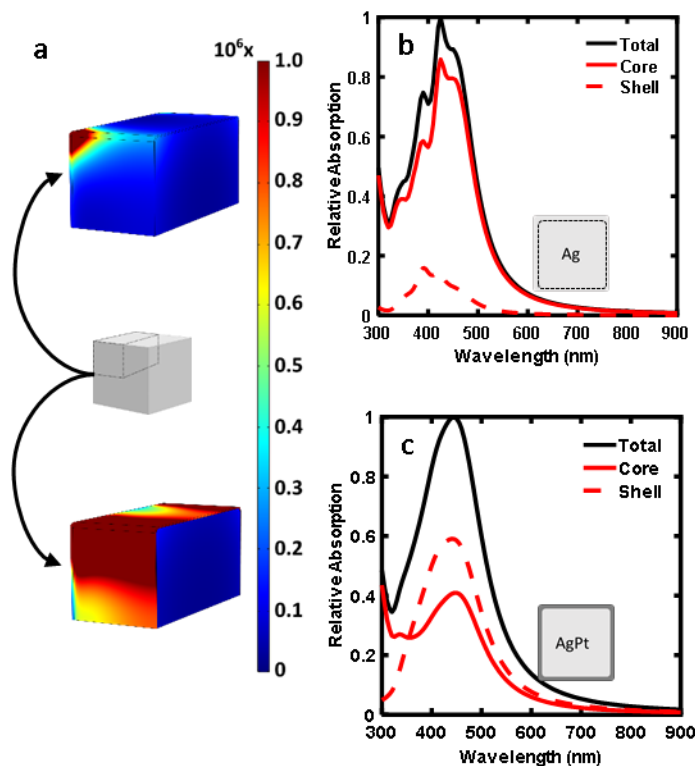 a
10⁶x
1.0
0.9
0.8
0.7
0.6
0.5
0.4
0.3
0.2
0.1
0
b
Total
Core
Shell
Ag
1
0.8
0.6
0.4
0.2
0
300 400 500 600 700 800 900
Relative Absorption
Wavelength (nm)
c
Total
Core
Shell
AgPt
1
0.8
0.6
0.4
0.2
0
300 400 500 600 700 800 900
Relative Absorption
Wavelength (nm)